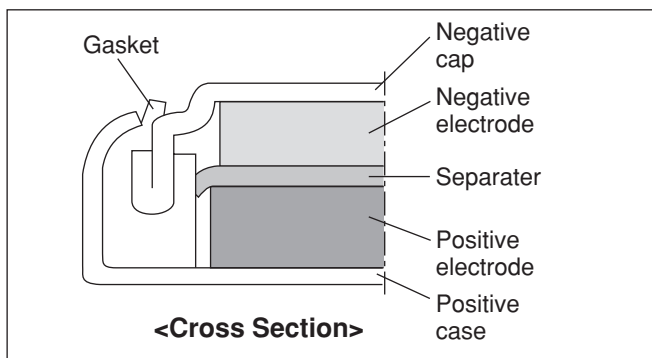 Gasket
Negative
cap
Negative
electrode
Separater
Positive
electrode
Positive
case
<Cross Section>